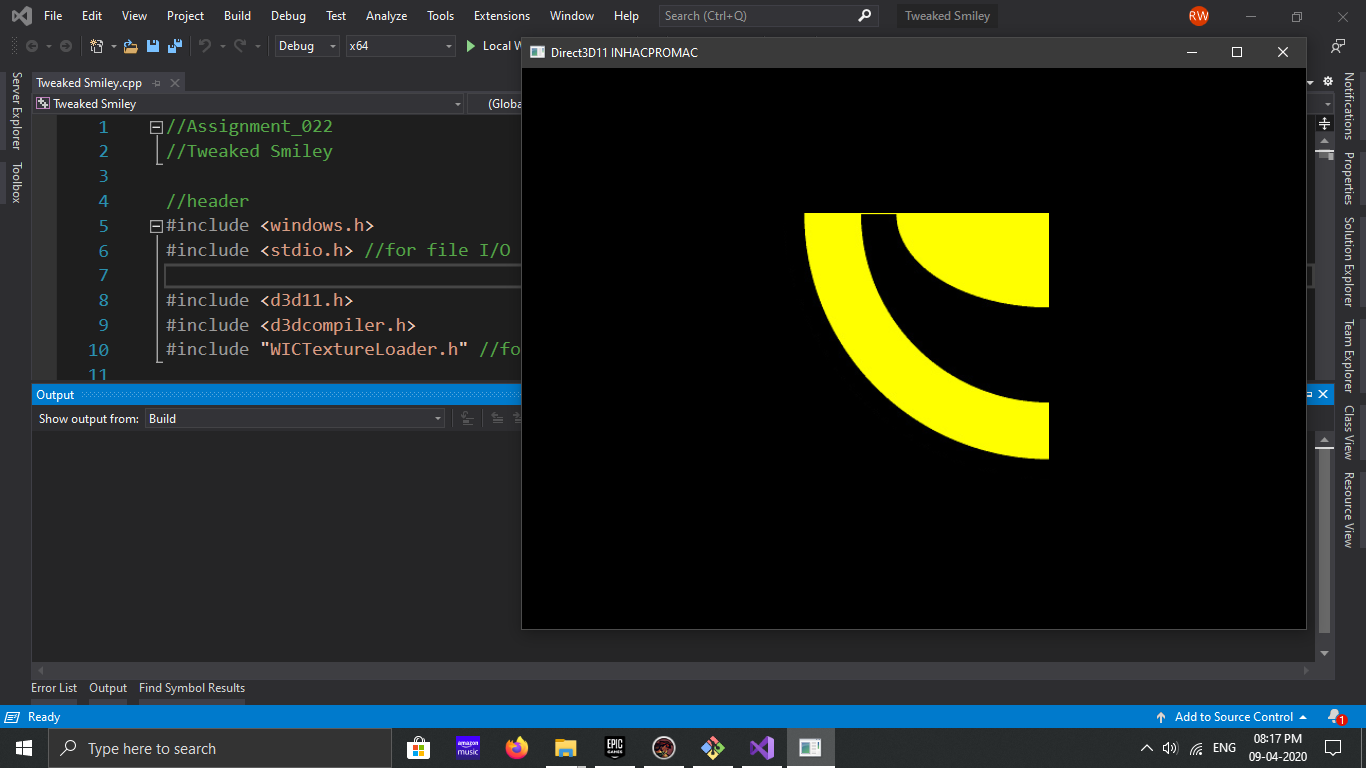 File Edit View Project Build Debug Test Analyze Tools Extensions Window Help Search (Ctrl+Q) Tweaked Smiley RW
Debug x64 Local
Direct3D11 INHACPROMAC
Tweaked Smiley.cpp
Tweaked Smiley (Globa
1 //Assignment_022
2 //Tweaked Smiley
3
4 //header
5 #include <windows.h>
6 #include <stdio.h> //for file I/O
7
8 #include <d3d11.h>
9 #include <d3dcompiler.h>
10 #include "WICTextureLoader.h" //fo
11
Server Explorer
Toolbox
Notifications
Properties
Solution Explorer
Team Explorer
Class View
Resource View
Output
Show output from: Build
Error List Output Find Symbol Results
Ready Add to Source Control 1
Type here to search amazon music EPIC GAMES ENG 08:17 PM
09-04-2020